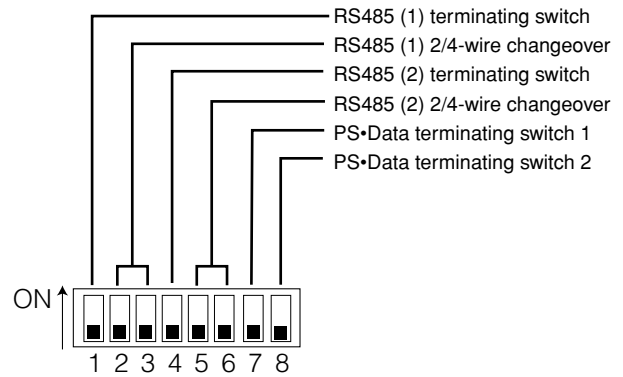 RS485 (1) terminating switch
RS485 (1) 2/4-wire changeover
RS485 (2) terminating switch
RS485 (2) 2/4-wire changeover
PS•Data terminating switch 1
PS•Data terminating switch 2
ON
1 2 3 4 5 6 7 8